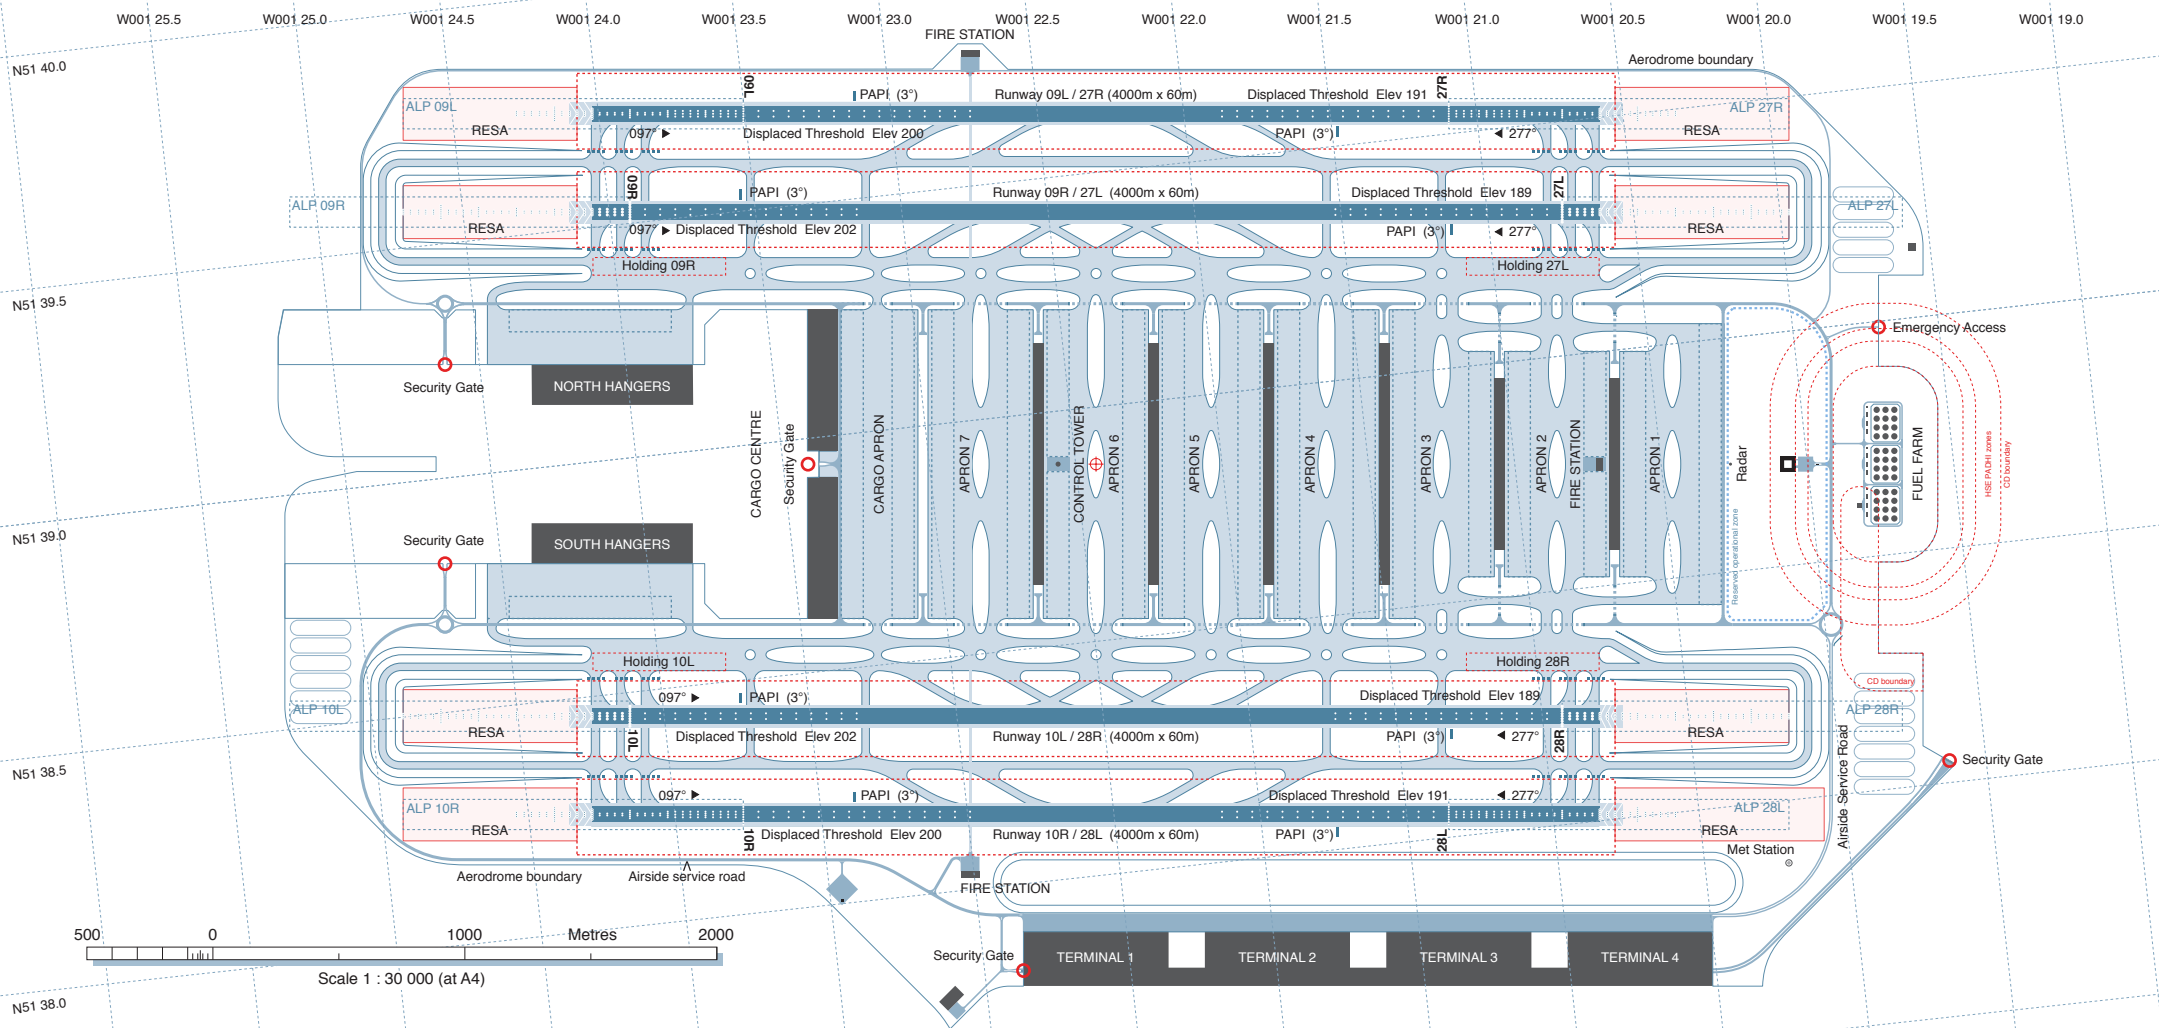 W001 25.5
W001 25.0
W001 24.5
W001 24.0
W001 23.5
W001 23.0
W001 22.5
W001 22.0
W001 21.5
W001 21.0
W001 20.5
W001 20.0
W001 19.5
W001 19.0
FIRE STATION
Aerodrome boundary
N51 40.0
ALP 09L
RESA
09L
PAPI (3°)
Runway 09L / 27R (4000m x 60m)
Displaced Threshold Elev 191
27R
ALP 27R
RESA
097°
Displaced Threshold Elev 200
PAPI (3°)
277°
ALP 09R
RESA
09R
PAPI (3°)
Runway 09R / 27L (4000m x 60m)
Displaced Threshold Elev 189
27L
ALP 27L
RESA
097°
Displaced Threshold Elev 202
PAPI (3°)
277°
Holding 09R
Holding 27L
N51 39.5
Emergency Access
Security Gate
NORTH HANGERS
CARGO CENTRE
Security Gate
CARGO APRON
APRON 7
CONTROL TOWER
APRON 6
APRON 5
APRON 4
APRON 3
APRON 2
FIRE STATION
APRON 1
Radar
Reserved operational zone
FUEL FARM
HSE PADHI zones
CD boundary
N51 39.0
Security Gate
SOUTH HANGERS
Holding 10L
Holding 28R
CD boundary
ALP 10L
RESA
097°
PAPI (3°)
Displaced Threshold Elev 189
ALP 28R
RESA
10L
Displaced Threshold Elev 202
Runway 10L / 28R (4000m x 60m)
PAPI (3°)
277°
28R
N51 38.5
Security Gate
Airside Service Road
ALP 10R
RESA
097°
PAPI (3°)
Displaced Threshold Elev 191
277°
ALP 28L
RESA
10R
Displaced Threshold Elev 200
Runway 10R / 28L (4000m x 60m)
PAPI (3°)
28L
Met Station
Aerodrome boundary
Airside service road
FIRE STATION
500
0
1000
Metres
2000
Scale 1 : 30 000 (at A4)
Security Gate
TERMINAL 1
TERMINAL 2
TERMINAL 3
TERMINAL 4
N51 38.0